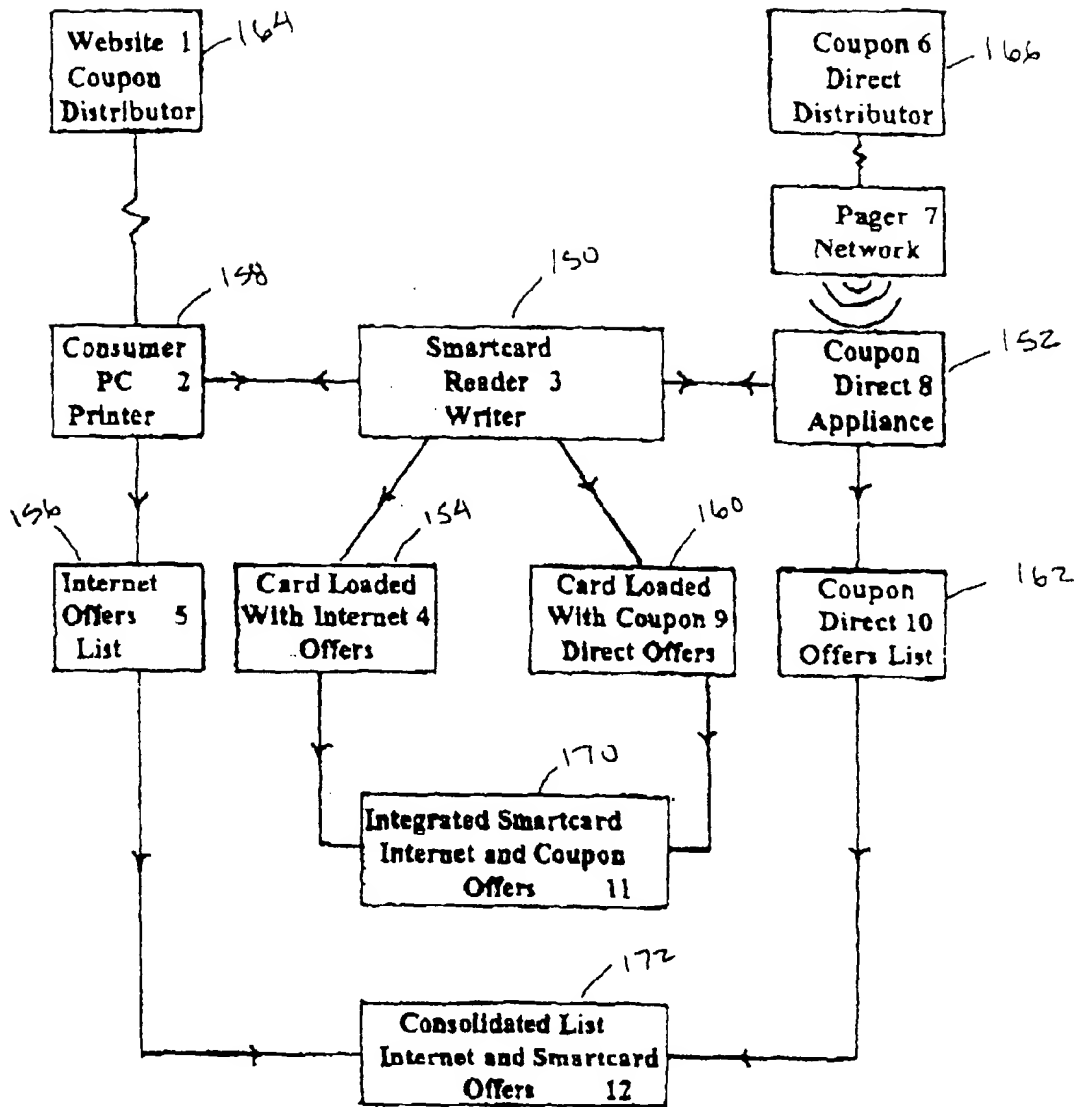 Website 1
Coupon
Distributor
164
Coupon 6
Direct
Distributor
166
Pager 7
Network
158
150
152
Consumer
PC 2
Printer
Smartcard
Reader 3
Writer
Coupon
Direct 8
Appliance
156
154
160
162
Internet
Offers 5
List
Card Loaded
With Internet 4
Offers
Card Loaded
With Coupon 9
Direct Offers
Coupon
Direct 10
Offers List
170
Integrated Smartcard
Internet and Coupon
Offers 11
172
Consolidated List
Internet and Smartcard
Offers 12